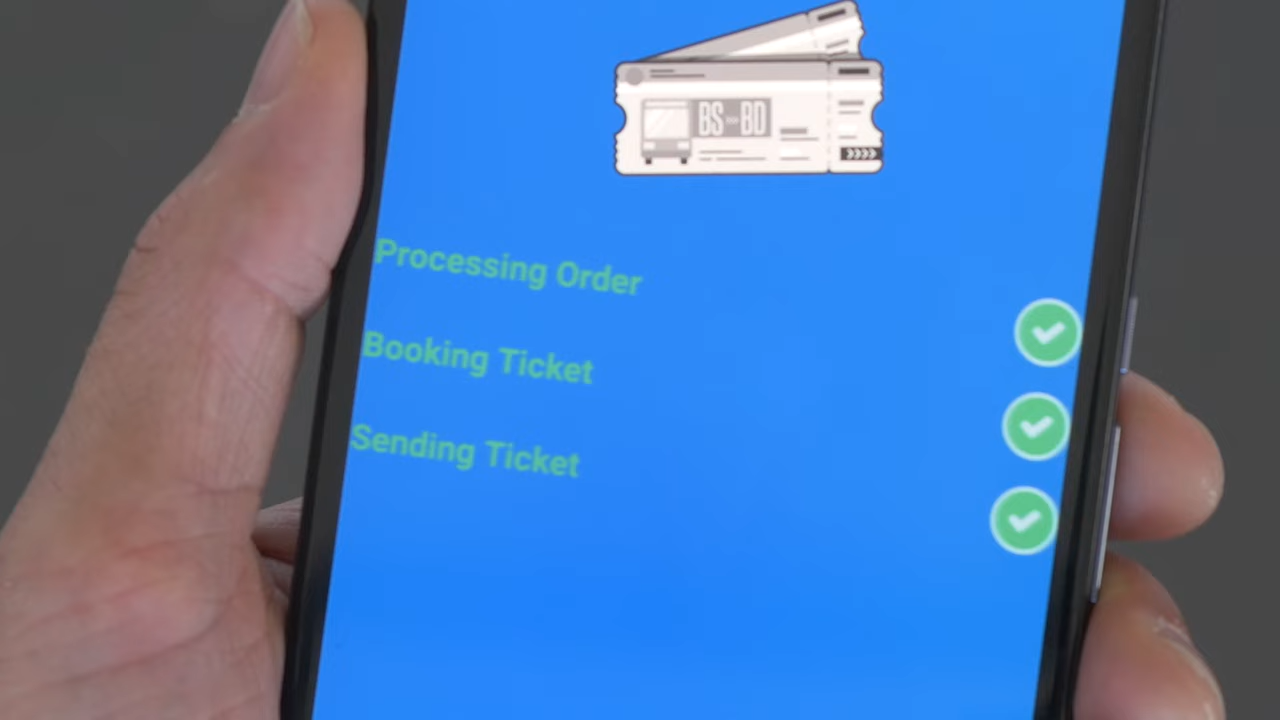 BS BD
Processing Order
Booking Ticket
Sending Ticket